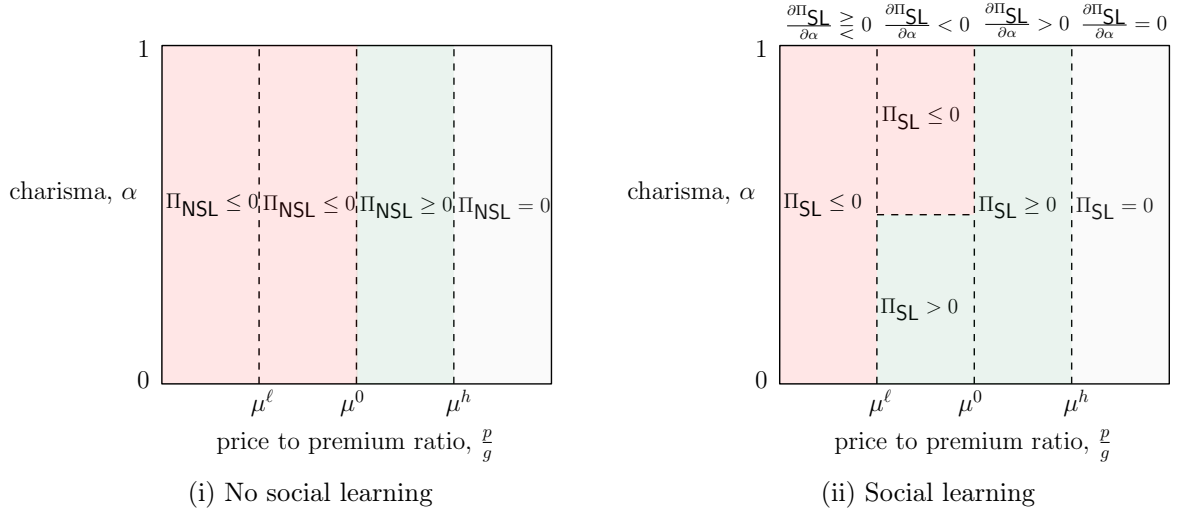 ∂Π_SL/∂α ≥< 0 ∂Π_SL/∂α < 0 ∂Π_SL/∂α > 0 ∂Π_SL/∂α = 0
1
charisma, α
Π_NSL ≤ 0 Π_NSL ≤ 0 Π_NSL ≥ 0 Π_NSL = 0
0
μ^ℓ μ^0 μ^h
price to premium ratio, p/g
(i) No social learning
1
Π_SL ≤ 0
charisma, α
Π_SL ≤ 0 Π_SL ≥ 0 Π_SL = 0
Π_SL > 0
0
μ^ℓ μ^0 μ^h
price to premium ratio, p/g
(ii) Social learning